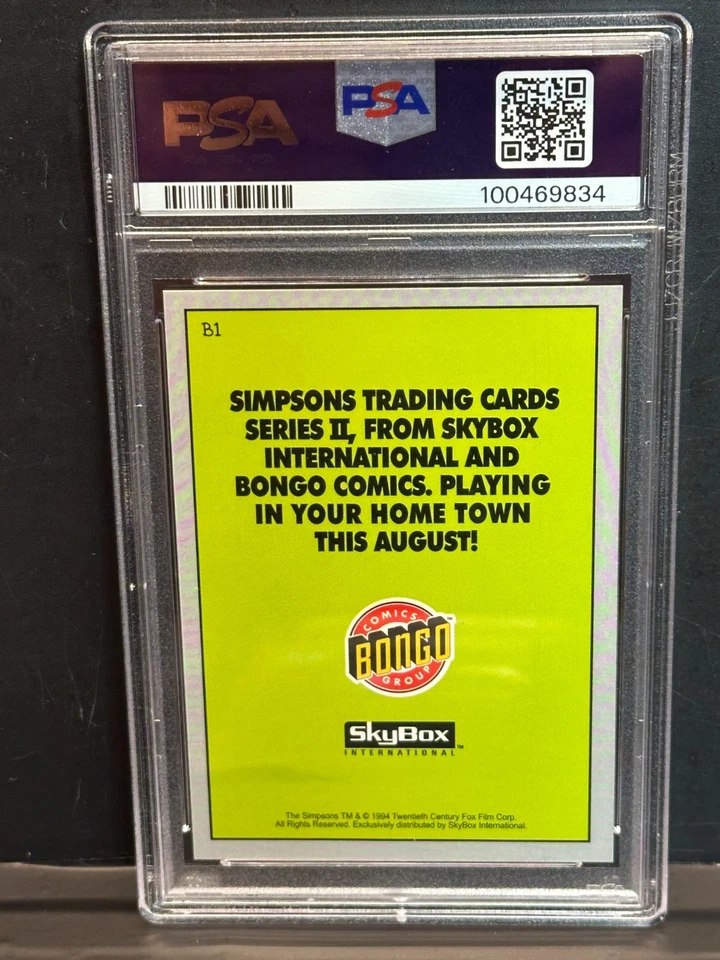 PSA
PSA
100469834
B1
SIMPSONS TRADING CARDS
SERIES II, FROM SKYBOX
INTERNATIONAL AND
BONGO COMICS. PLAYING
IN YOUR HOME TOWN
THIS AUGUST!
COMICS
BONGO™
GROUP
SkyBox™
INTERNATIONAL
The Simpsons TM & © 1994 Twentieth Century Fox Film Corp.
All Rights Reserved. Exclusively distributed by SkyBox International.